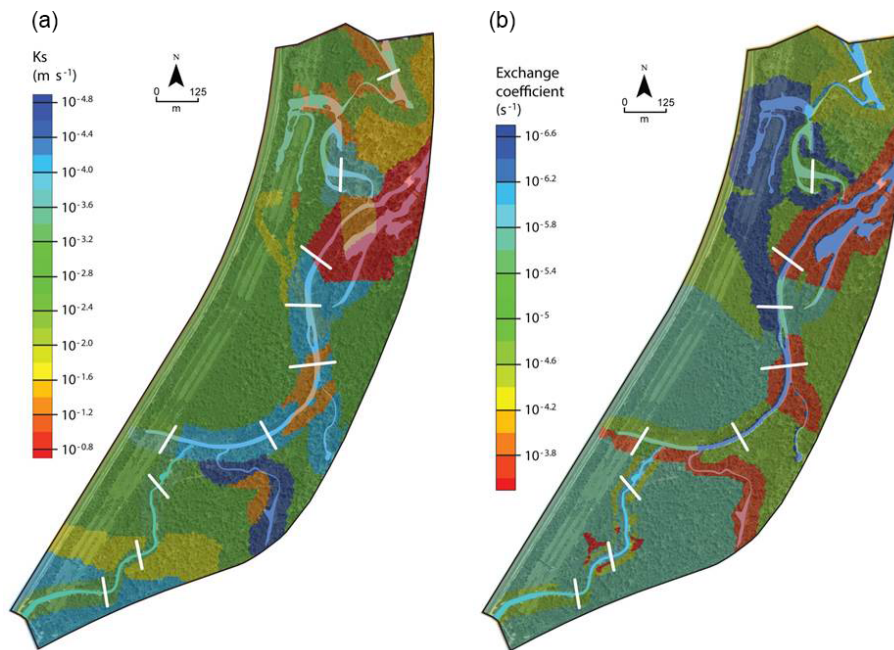 (a)
Ks
(m s⁻¹)
10⁻⁴·⁸
10⁻⁴·⁴
10⁻⁴·⁰
10⁻³·⁶
10⁻³·²
10⁻²·⁸
10⁻²·⁴
10⁻²·⁰
10⁻¹·⁶
10⁻¹·²
10⁻⁰·⁸
N
0 125
m
(b)
Exchange
coefficient
(s⁻¹)
10⁻⁶·⁶
10⁻⁶·²
10⁻⁵·⁸
10⁻⁵·⁴
10⁻⁵
10⁻⁴·⁶
10⁻⁴·²
10⁻³·⁸
N
0 125
m